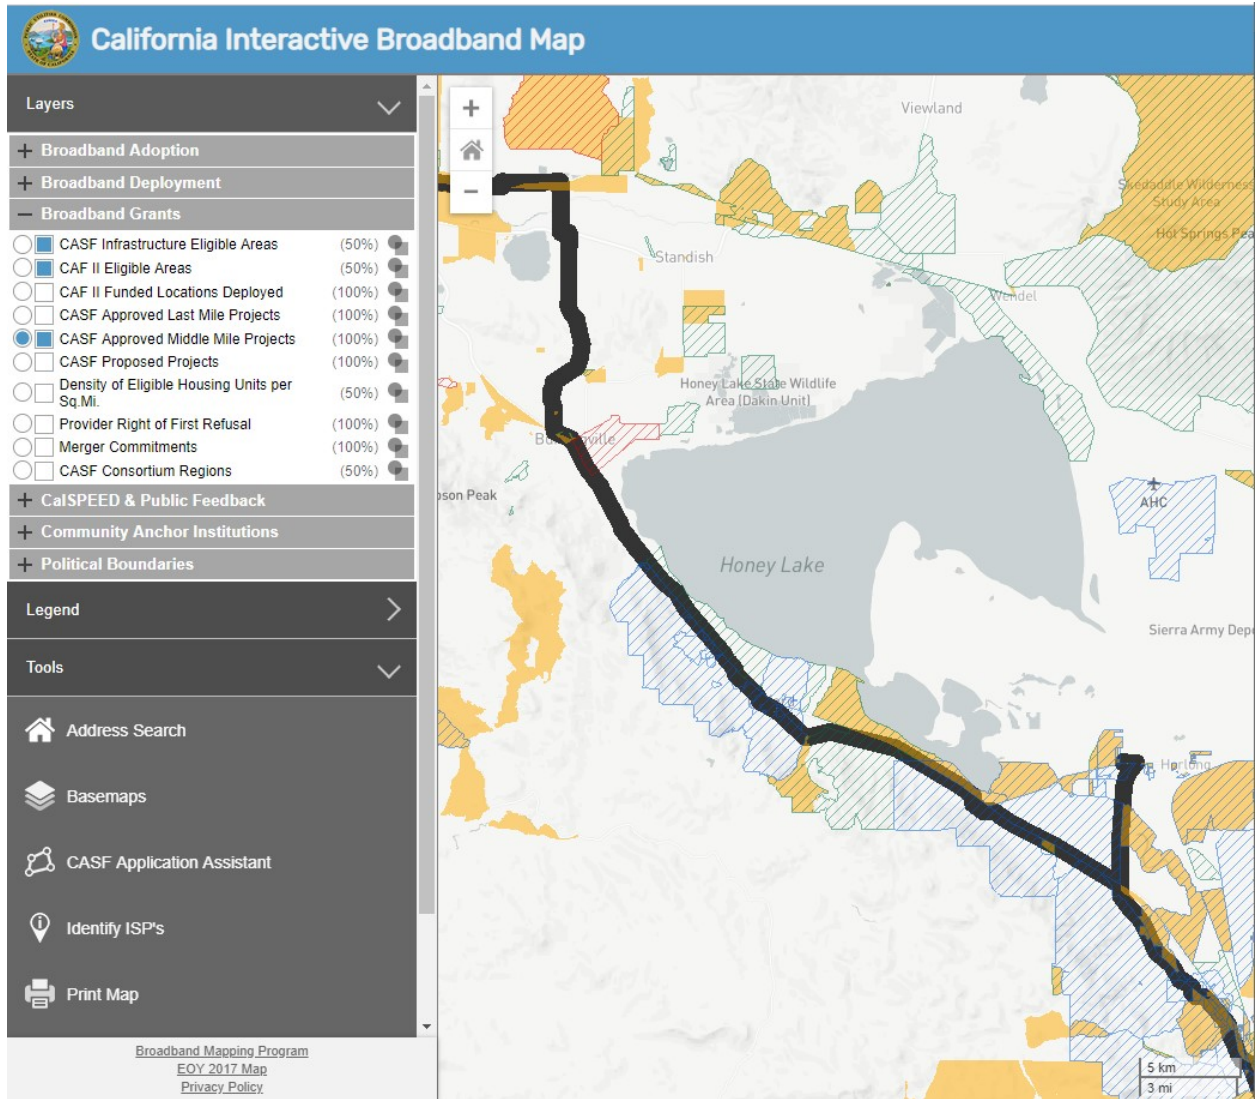 California Interactive Broadband Map
Layers
+ Broadband Adoption
+ Broadband Deployment
− Broadband Grants
CASF Infrastructure Eligible Areas (50%)
CAF II Eligible Areas (50%)
CAF II Funded Locations Deployed (100%)
CASF Approved Last Mile Projects (100%)
CASF Approved Middle Mile Projects (100%)
CASF Proposed Projects (100%)
Density of Eligible Housing Units per
Sq.Mi. (50%)
Provider Right of First Refusal (100%)
Merger Commitments (100%)
CASF Consortium Regions (50%)
+ CalSPEED & Public Feedback
+ Community Anchor Institutions
+ Political Boundaries
Legend
Tools
Address Search
Basemaps
CASF Application Assistant
Identify ISP's
Print Map
Broadband Mapping Program
EOY 2017 Map
Privacy Policy
+
−
Viewland
Skedaddle Wilderness
Study Area
Hot Springs Pea
Standish
Wendel
Honey Lake State Wildlife
Area (Dakin Unit)
pson Peak
AHC
Honey Lake
Sierra Army Depo
Herlong
5 km
3 mi